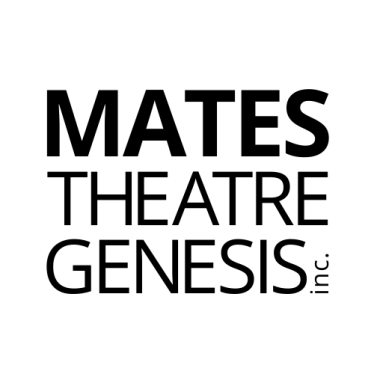 MATES
THEATRE
GENESIS inc.